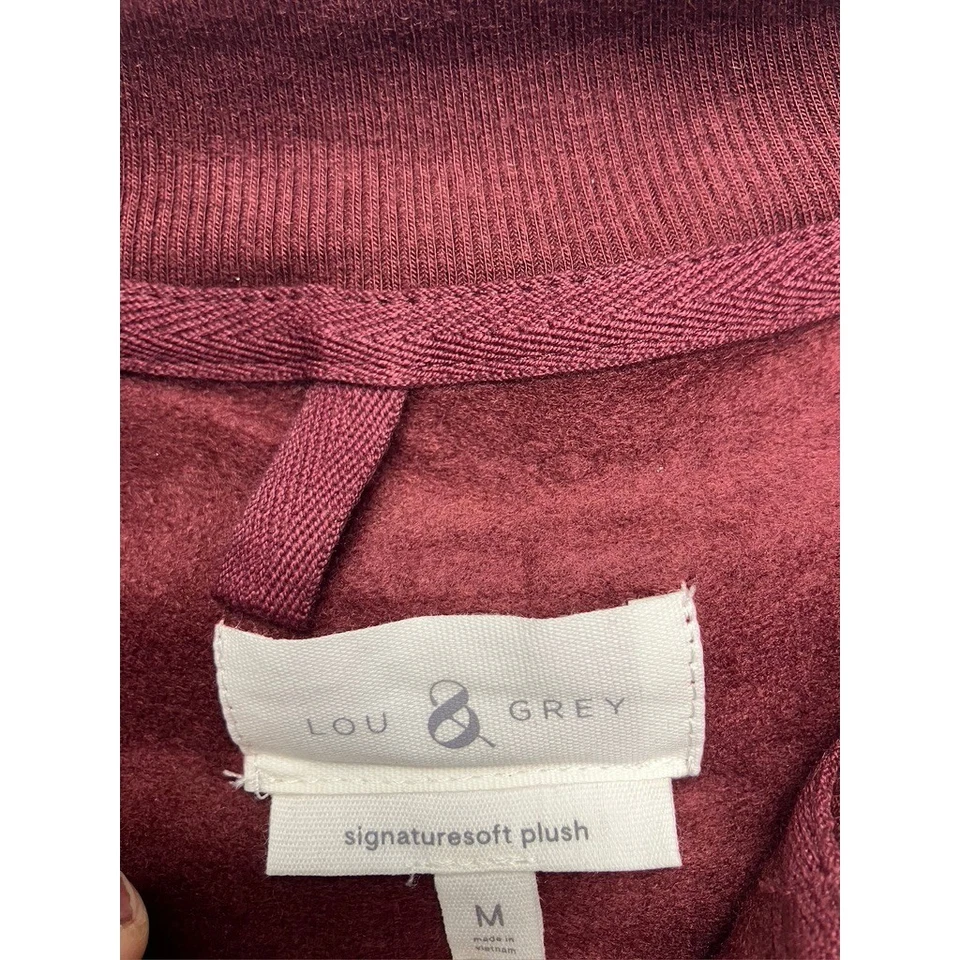 LOU & GREY
signaturesoft plush
M
made in
vietnam